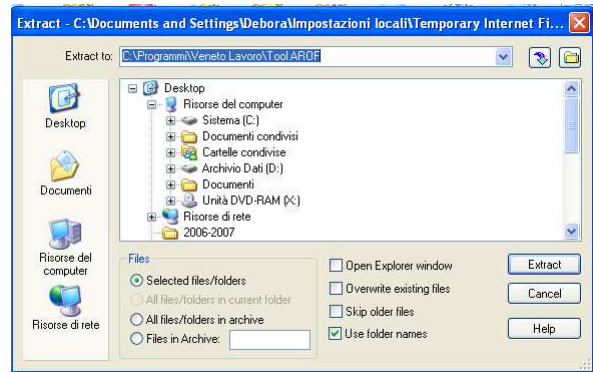 Extract - C:\Documents and Settings\Debora\Impostazioni locali\Temporary Internet Fi...
Extract to:
C:\Programmi\Veneto Lavoro\Tool AROF
Desktop
Documenti
Risorse del
computer
Risorse di rete
Desktop
Risorse del computer
Sistema (C:)
Documenti condivisi
Cartelle condivise
Archivio Dati (D:)
Documenti
Unità DVD-RAM (X:)
Risorse di rete
2006-2007
Files
Selected files/folders
All files/folders in current folder
All files/folders in archive
Files in Archive:
Open Explorer window
Overwrite existing files
Skip older files
Use folder names
Extract
Cancel
Help